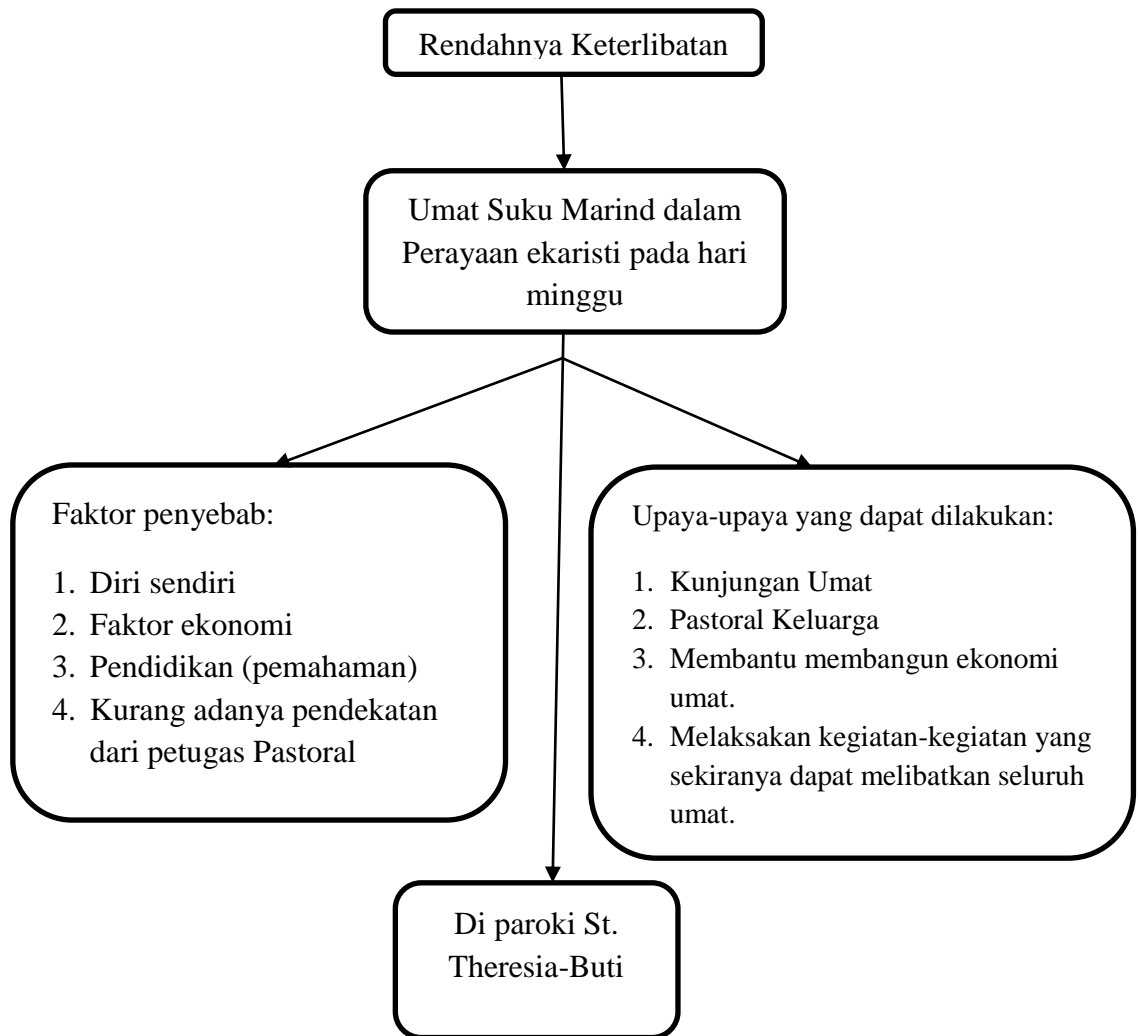 Rendahnya Keterlibatan
Umat Suku Marind dalam
Perayaan ekaristi pada hari
minggu
Faktor penyebab:
1. Diri sendiri
2. Faktor ekonomi
3. Pendidikan (pemahaman)
4. Kurang adanya pendekatan
dari petugas Pastoral
Upaya-upaya yang dapat dilakukan:
1. Kunjungan Umat
2. Pastoral Keluarga
3. Membantu membangun ekonomi
umat.
4. Melaksakan kegiatan-kegiatan yang
sekiranya dapat melibatkan seluruh
umat.
Di paroki St.
Theresia-Buti